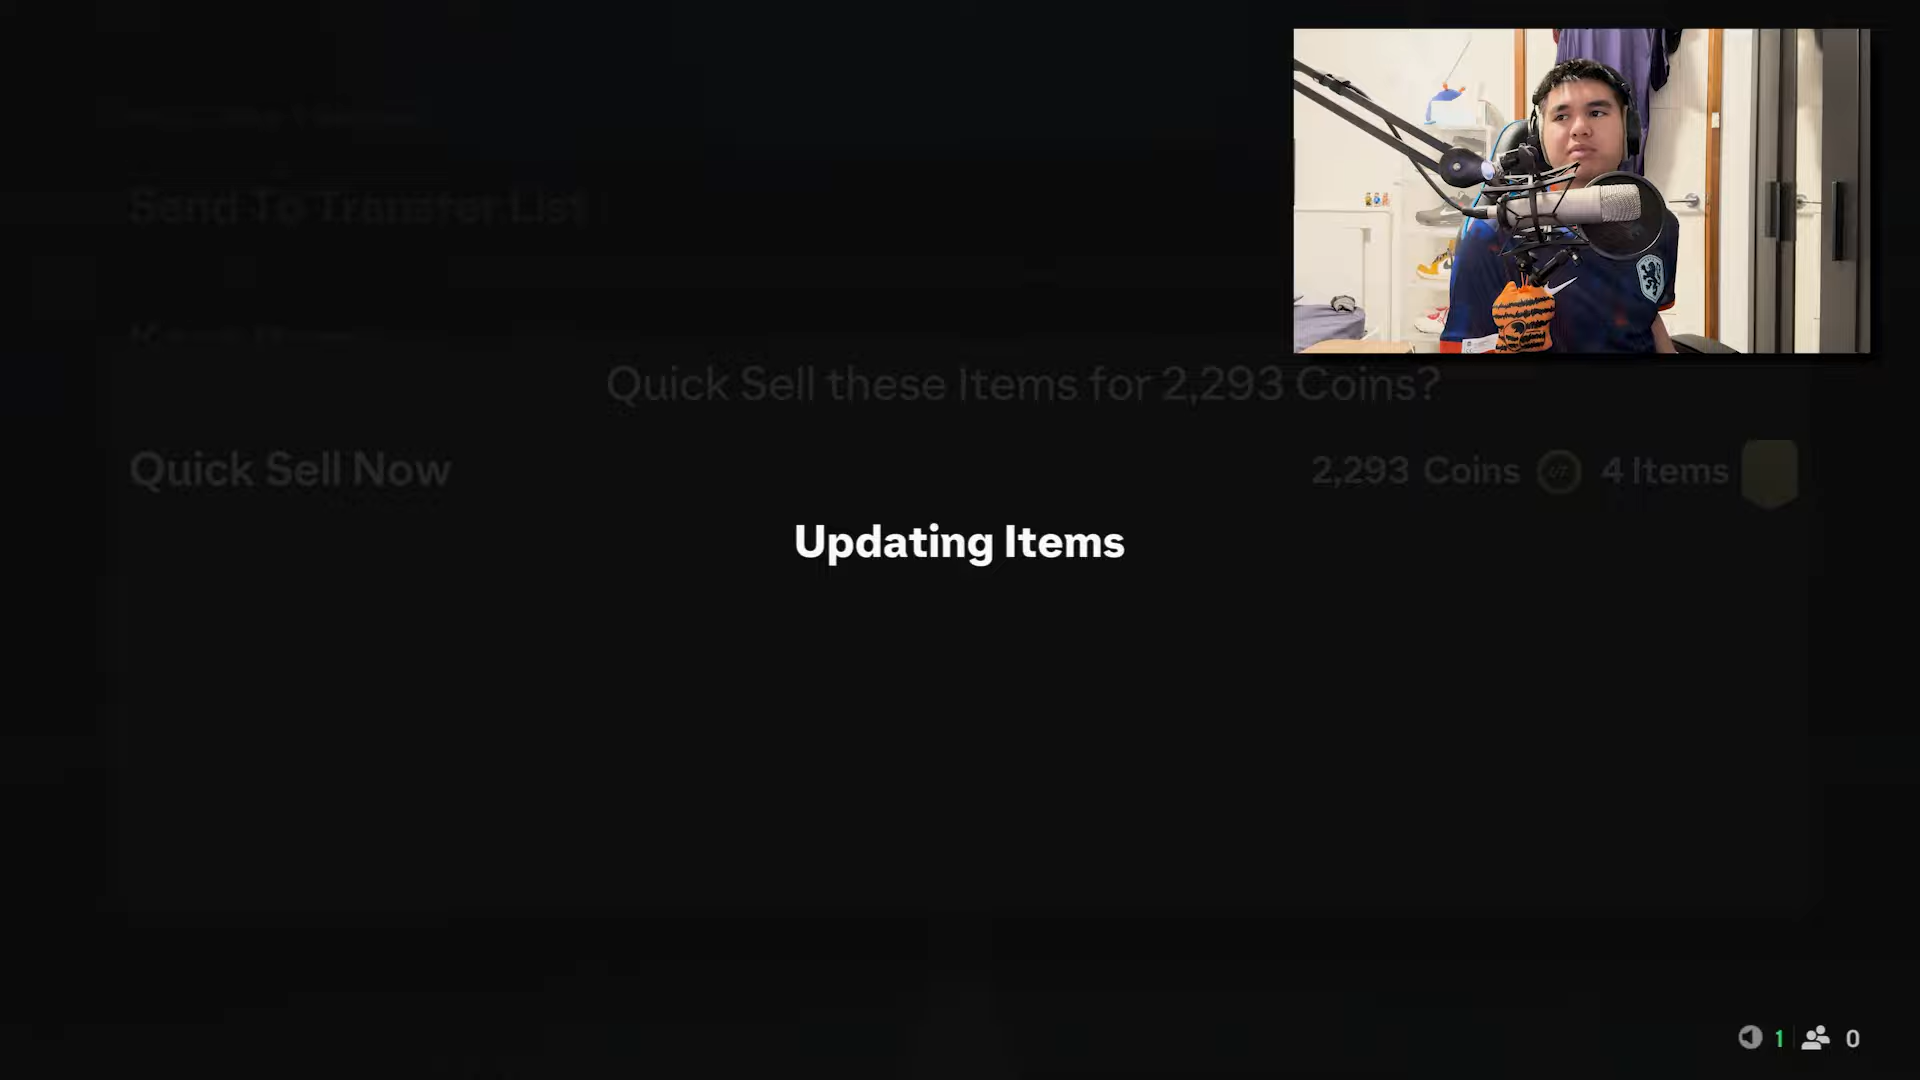 Send To Transfer List
Quick Sell these Items for 2,293 Coins?
Quick Sell Now
2,293 Coins
4 Items
Updating Items
1
0